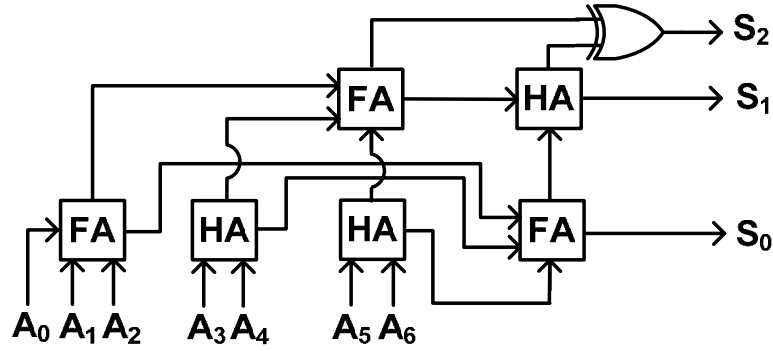 S₂
FA HA S₁
FA HA HA FA S₀
A₀ A₁ A₂ A₃ A₄ A₅ A₆